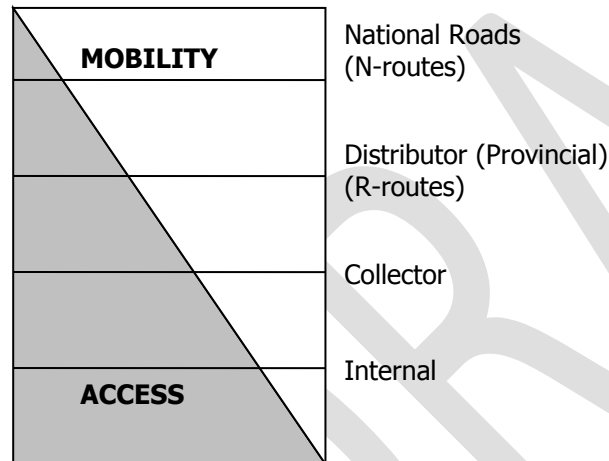 MOBILITY
National Roads
(N-routes)
Distributor (Provincial)
(R-routes)
Collector
Internal
ACCESS